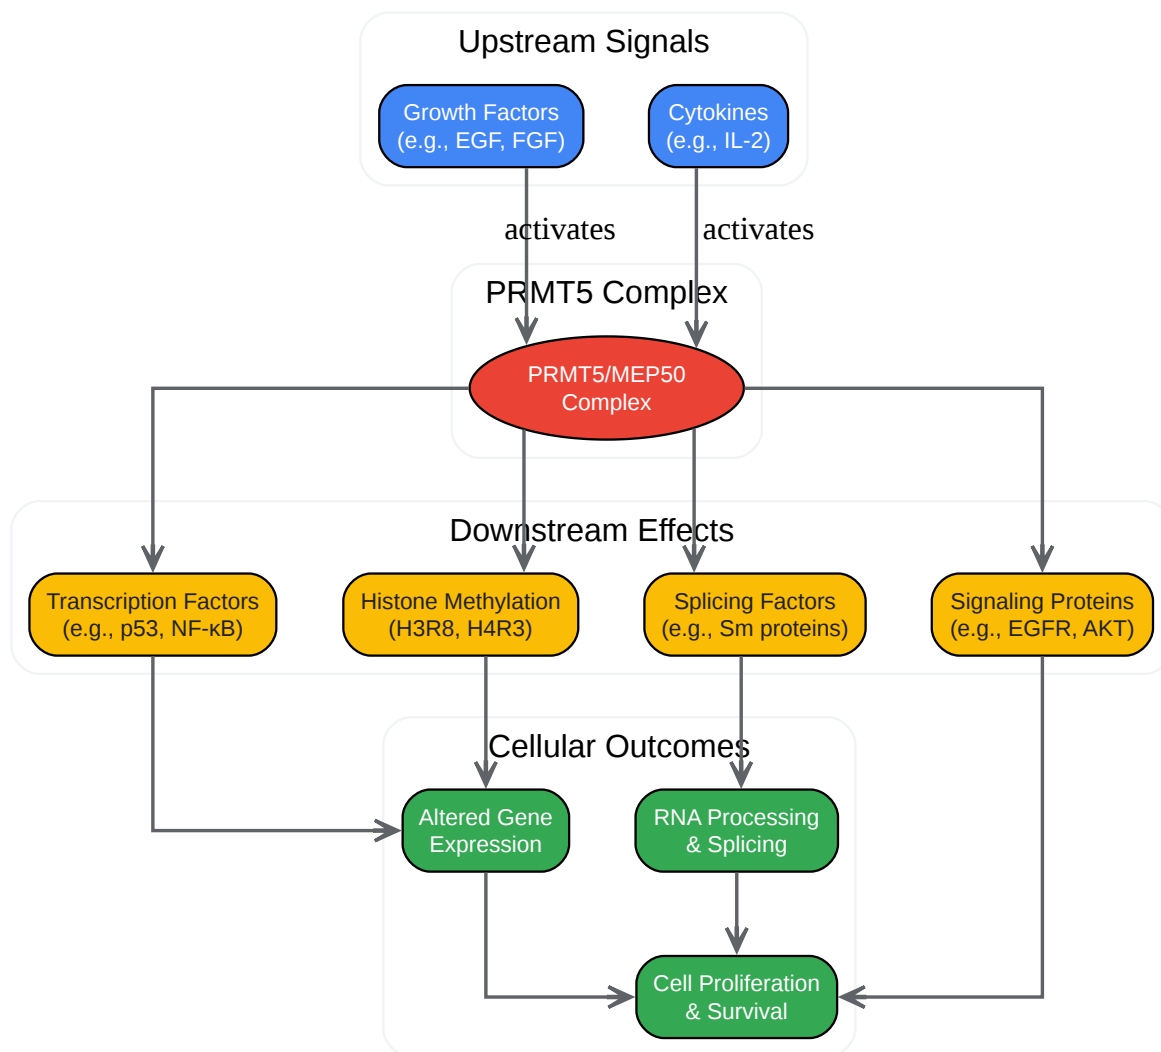 Upstream Signals
Growth Factors
(e.g., EGF, FGF)
Cytokines
(e.g., IL-2)
activates
activates
PRMT5 Complex
PRMT5/MEP50
Complex
Downstream Effects
Transcription Factors
(e.g., p53, NF-κB)
Histone Methylation
(H3R8, H4R3)
Splicing Factors
(e.g., Sm proteins)
Signaling Proteins
(e.g., EGFR, AKT)
Cellular Outcomes
Altered Gene
Expression
RNA Processing
& Splicing
Cell Proliferation
& Survival